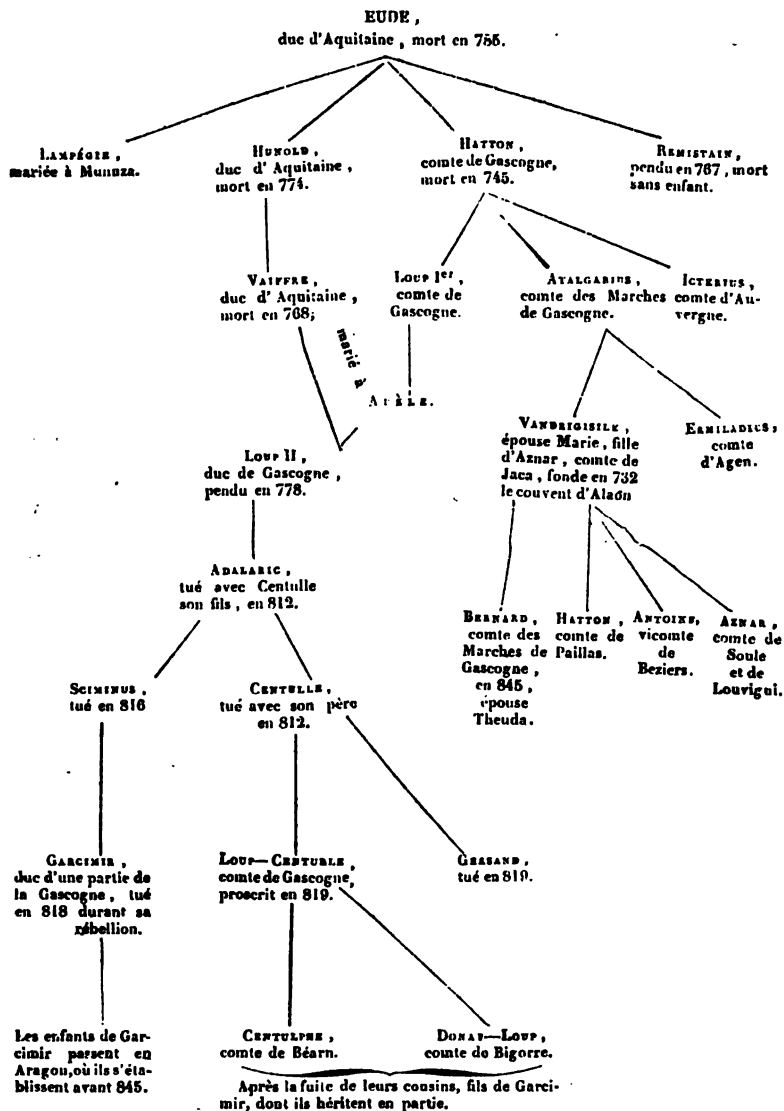 EUDE,
duc d'Aquitaine, mort en 735.
LAMPÉGIE,
mariée à Munuza.
HUNOLD,
duc d'Aquitaine,
mort en 774.
HATTON,
comte de Gascogne,
mort en 745.
REMISTAIN,
pendu en 767, mort
sans enfant.
VAIFFRE,
duc d'Aquitaine,
mort en 768;
marié à
LOUP Ier,
comte de
Gascogne.
ATALGARIUS,
comte des Marches
de Gascogne.
ICTERIUS,
comte d'Au-
vergne.
ADÈLE.
LOUP II,
duc de Gascogne,
pendu en 778.
VANDRIGISILE,
épouse Marie, fille
d'Aznar, comte de
Jaca, fonde en 732
le couvent d'Alaön
ERMILADIUS,
comte
d'Agen.
ADALARIC,
tué avec Centulle
son fils, en 812.
BERNARD,
comte des
Marches de
Gascogne,
en 845,
épouse
Theuda.
HATTON,
comte de
Paillas.
ANTOINE,
vicomte
de
Beziers.
AZNAR,
comte de
Soule
et de
Louvigui.
SCIMINUS,
tué en 816
CENTULLE,
tué avec son père
en 812.
GARCIMIR,
duc d'une partie de
la Gascogne, tué
en 818 durant sa
rébellion.
LOUP—CENTURLE,
comte de Gascogne,
proscrit en 819.
GERSAND,
tué en 819.
Les enfants de Gar-
cimir passent en
Aragon, où ils s'éta-
blissent avant 845.
CENTULPHE,
comte de Béarn.
DONAT—LOUP,
comte de Bigorre.
Après la fuite de leurs cousins, fils de Garci-
mir, dont ils héritent en partie.